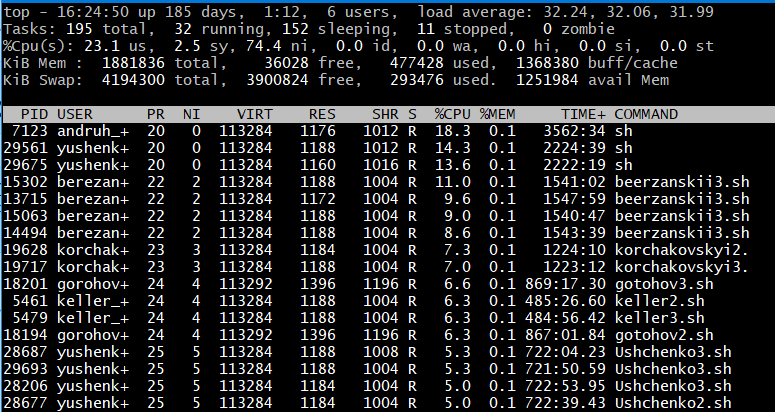 top - 16:24:50 up 185 days,  1:12,  6 users,  load average: 32.24, 32.06, 31.99
Tasks: 195 total,  32 running, 152 sleeping,  11 stopped,   0 zombie
%Cpu(s): 23.1 us,  2.5 sy, 74.4 ni,  0.0 id,  0.0 wa,  0.0 hi,  0.0 si,  0.0 st
KiB Mem :  1881836 total,    36028 free,   477428 used,  1368380 buff/cache
KiB Swap:  4194300 total,  3900824 free,   293476 used.  1251984 avail Mem
PID USER      PR  NI    VIRT    RES    SHR S  %CPU %MEM     TIME+ COMMAND
7123 andruh_+  20   0  113284   1176   1012 R  18.3  0.1   3562:34 sh
29561 yushenk+  20   0  113284   1188   1012 R  14.3  0.1   2224:39 sh
29675 yushenk+  20   0  113284   1160   1016 R  13.6  0.1   2222:19 sh
15302 berezan+  22   2  113284   1188   1004 R  11.0  0.1   1541:02 beerzanskii3.sh
13715 berezan+  22   2  113284   1172   1004 R   9.6  0.1   1547:59 beerzanskii3.sh
15063 berezan+  22   2  113284   1188   1004 R   9.0  0.1   1540:47 beerzanskii3.sh
14494 berezan+  22   2  113284   1188   1004 R   8.6  0.1   1543:39 beerzanskii3.sh
19628 korchak+  23   3  113284   1184   1004 R   7.3  0.1   1224:10 korchakovskyi2.
19717 korchak+  23   3  113284   1188   1004 R   7.0  0.1   1223:12 korchakovskyi3.
18201 gorohov+  24   4  113292   1396   1196 R   6.6  0.1 869:17.30 gotohov3.sh
5461 keller_+  24   4  113284   1188   1004 R   6.3  0.1 485:26.60 keller2.sh
5479 keller_+  24   4  113284   1188   1004 R   6.3  0.1 484:56.42 keller3.sh
18194 gorohov+  24   4  113292   1396   1196 R   6.3  0.1 867:01.84 gotohov2.sh
28687 yushenk+  25   5  113284   1188   1008 R   5.3  0.1 722:04.23 Ushchenko3.sh
29693 yushenk+  25   5  113284   1188   1004 R   5.3  0.1 721:50.59 Ushchenko3.sh
28206 yushenk+  25   5  113284   1184   1004 R   5.0  0.1 722:53.95 Ushchenko3.sh
28677 yushenk+  25   5  113284   1184   1004 R   5.0  0.1 722:39.43 Ushchenko2.sh